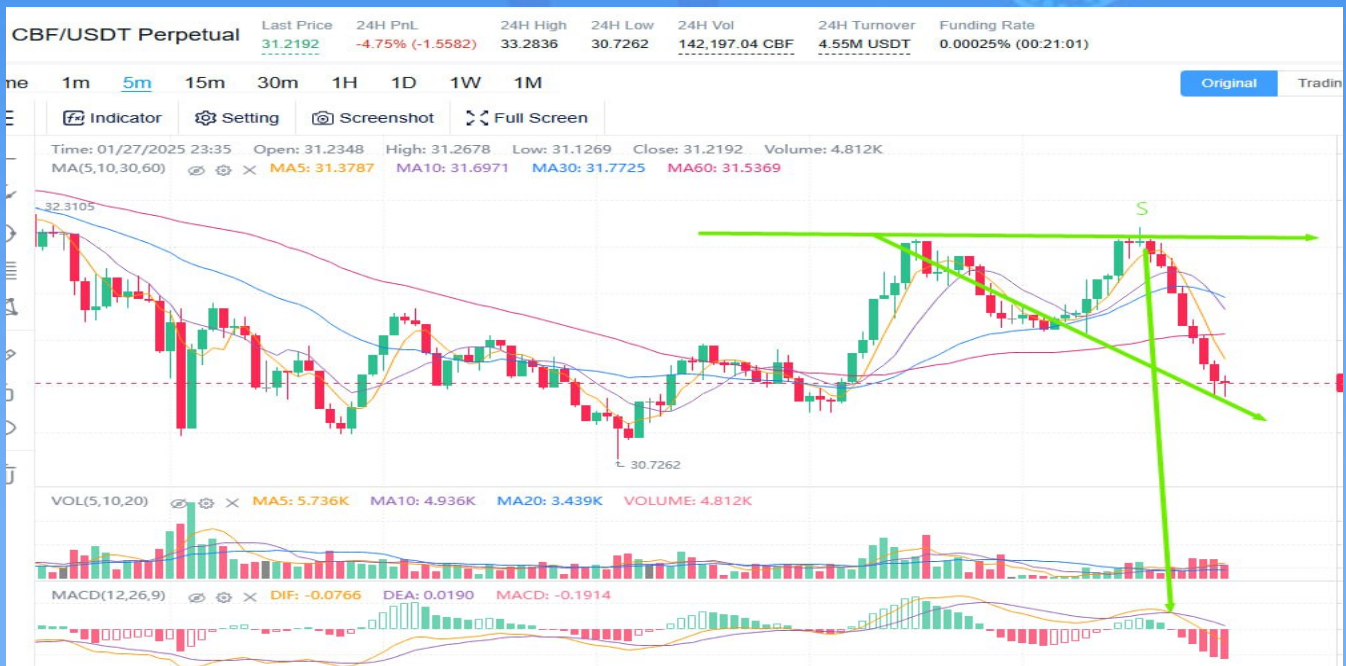 CBF/USDT Perpetual
Last Price 24H PnL 24H High 24H Low 24H Vol 24H Turnover Funding Rate
31.2192 -4.75% (-1.5582) 33.2836 30.7262 142,197.04 CBF 4.55M USDT 0.00025% (00:21:01)
me 1m 5m 15m 30m 1H 1D 1W 1M Original Tradin
Indicator Setting Screenshot Full Screen
Time: 01/27/2025 23:35 Open: 31.2348 High: 31.2678 Low: 31.1269 Close: 31.2192 Volume: 4.812K
MA(5,10,30,60) MA5: 31.3787 MA10: 31.6971 MA30: 31.7725 MA60: 31.5369
32.3105
S
30.7262
VOL(5,10,20) MA5: 5.736K MA10: 4.936K MA20: 3.439K VOLUME: 4.812K
MACD(12,26,9) DIF: -0.0766 DEA: 0.0190 MACD: -0.1914